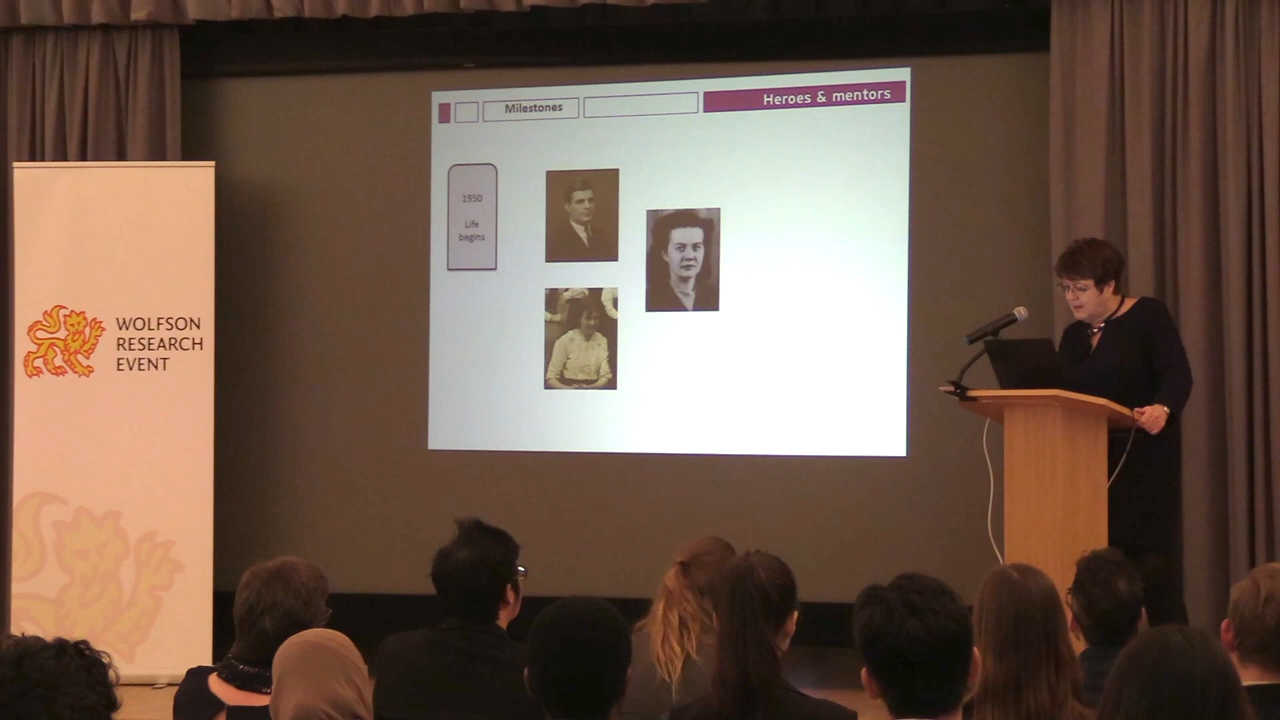 Milestones
Heroes & mentors
1950
Life
begins
WOLFSON
RESEARCH
EVENT